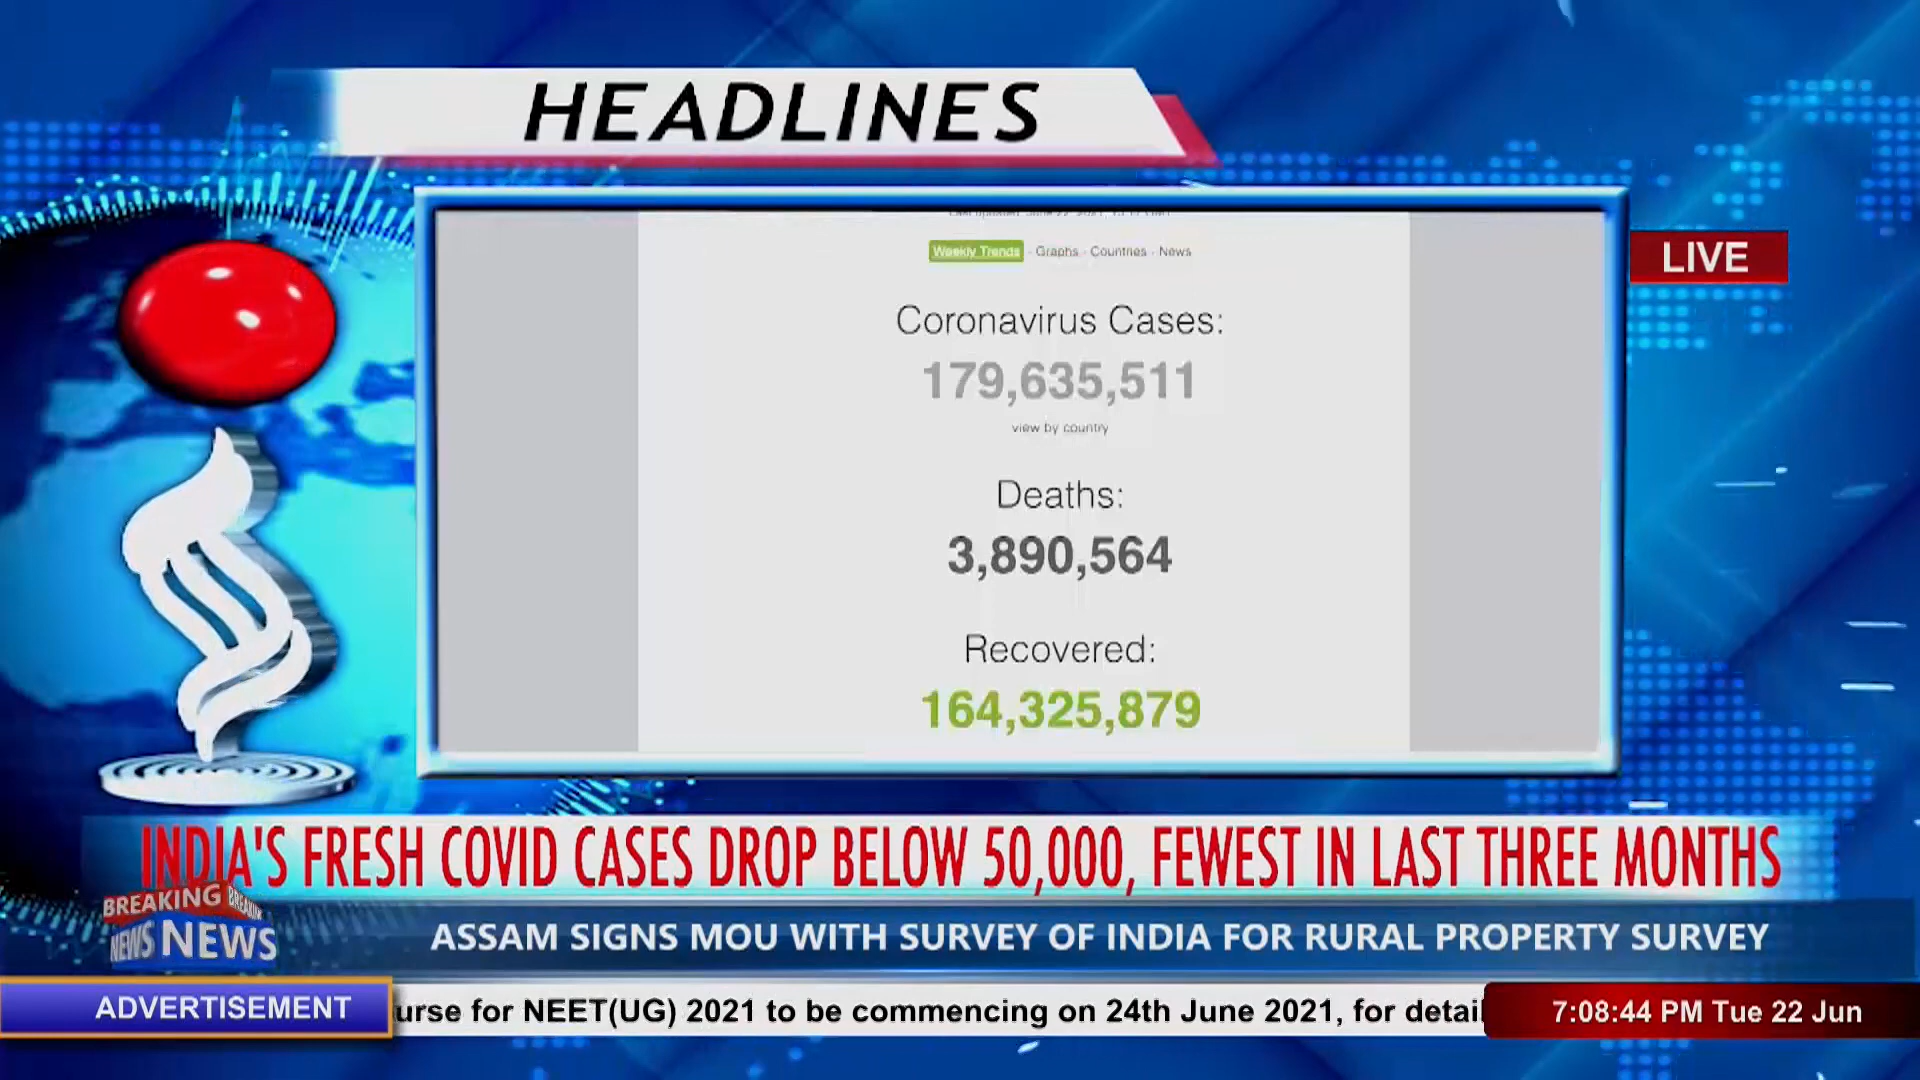 HEADLINES
LIVE
Weekly Trends - Graphs - Countries - News
Coronavirus Cases:
179,635,511
view by country
Deaths:
3,890,564
Recovered:
164,325,879
INDIA'S FRESH COVID CASES DROP BELOW 50,000, FEWEST IN LAST THREE MONTHS
BREAKING
NEWS NEWS
ASSAM SIGNS MOU WITH SURVEY OF INDIA FOR RURAL PROPERTY SURVEY
ADVERTISEMENT
urse for NEET(UG) 2021 to be commencing on 24th June 2021, for detail
7:08:44 PM Tue 22 Jun